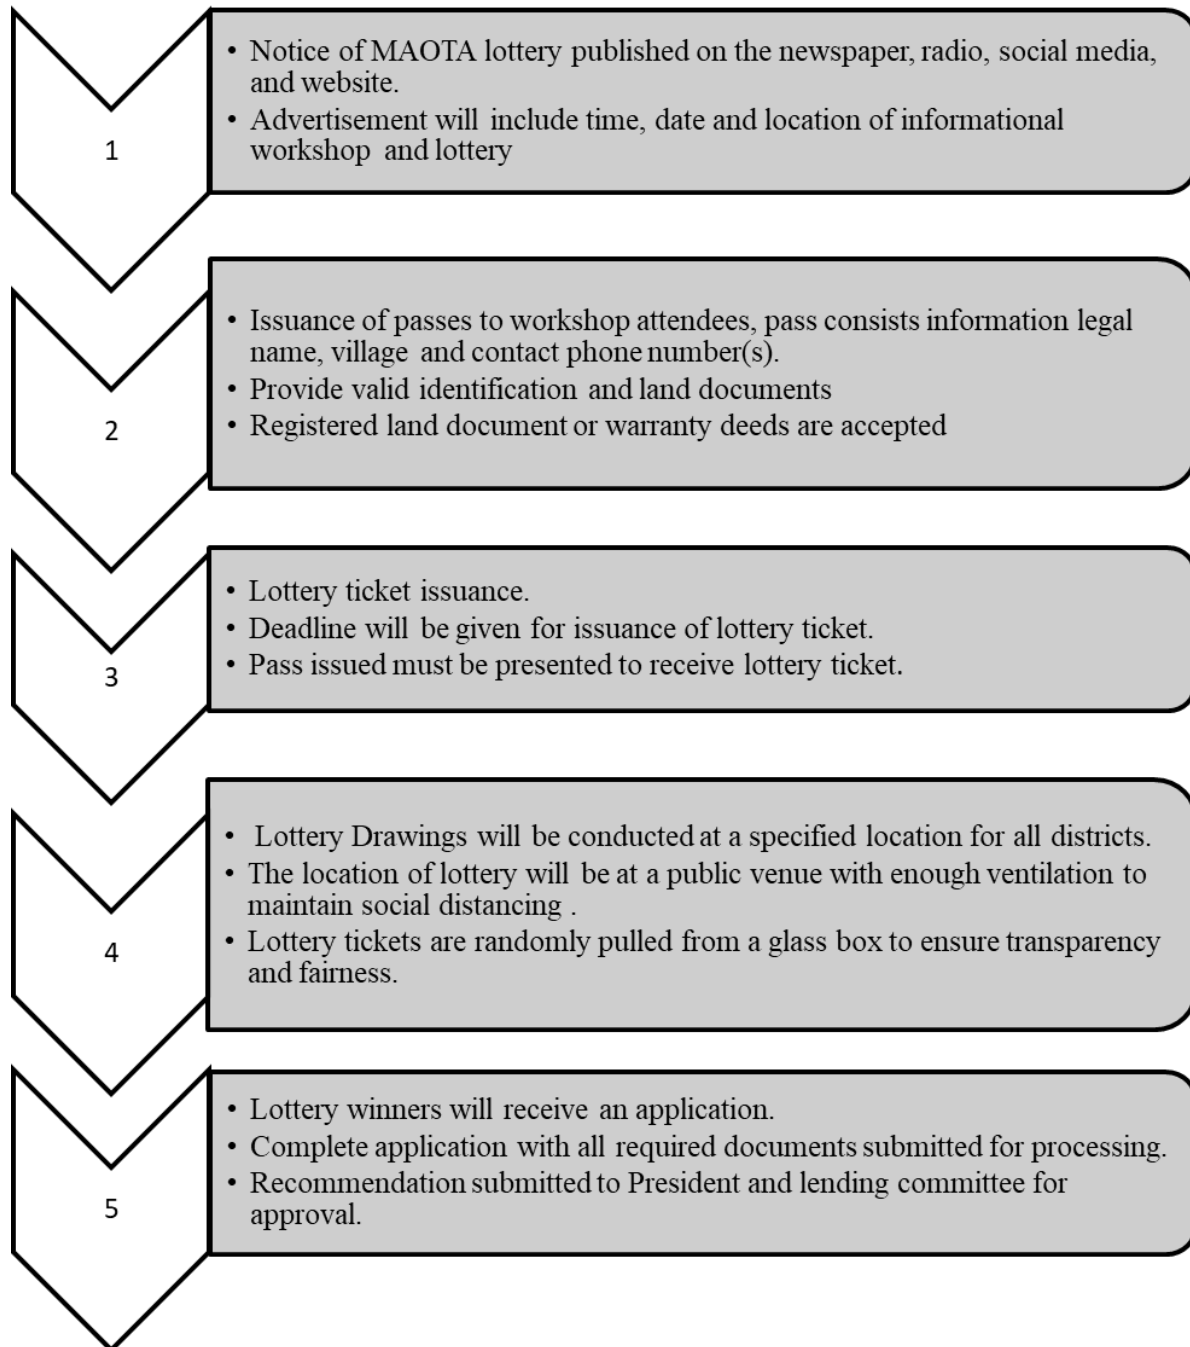 1
• Notice of MAOTA lottery published on the newspaper, radio, social media,
and website.
• Advertisement will include time, date and location of informational
workshop and lottery
2
• Issuance of passes to workshop attendees, pass consists information legal
name, village and contact phone number(s).
• Provide valid identification and land documents
• Registered land document or warranty deeds are accepted
3
• Lottery ticket issuance.
• Deadline will be given for issuance of lottery ticket.
• Pass issued must be presented to receive lottery ticket.
4
• Lottery Drawings will be conducted at a specified location for all districts.
• The location of lottery will be at a public venue with enough ventilation to
maintain social distancing .
• Lottery tickets are randomly pulled from a glass box to ensure transparency
and fairness.
5
• Lottery winners will receive an application.
• Complete application with all required documents submitted for processing.
• Recommendation submitted to President and lending committee for
approval.